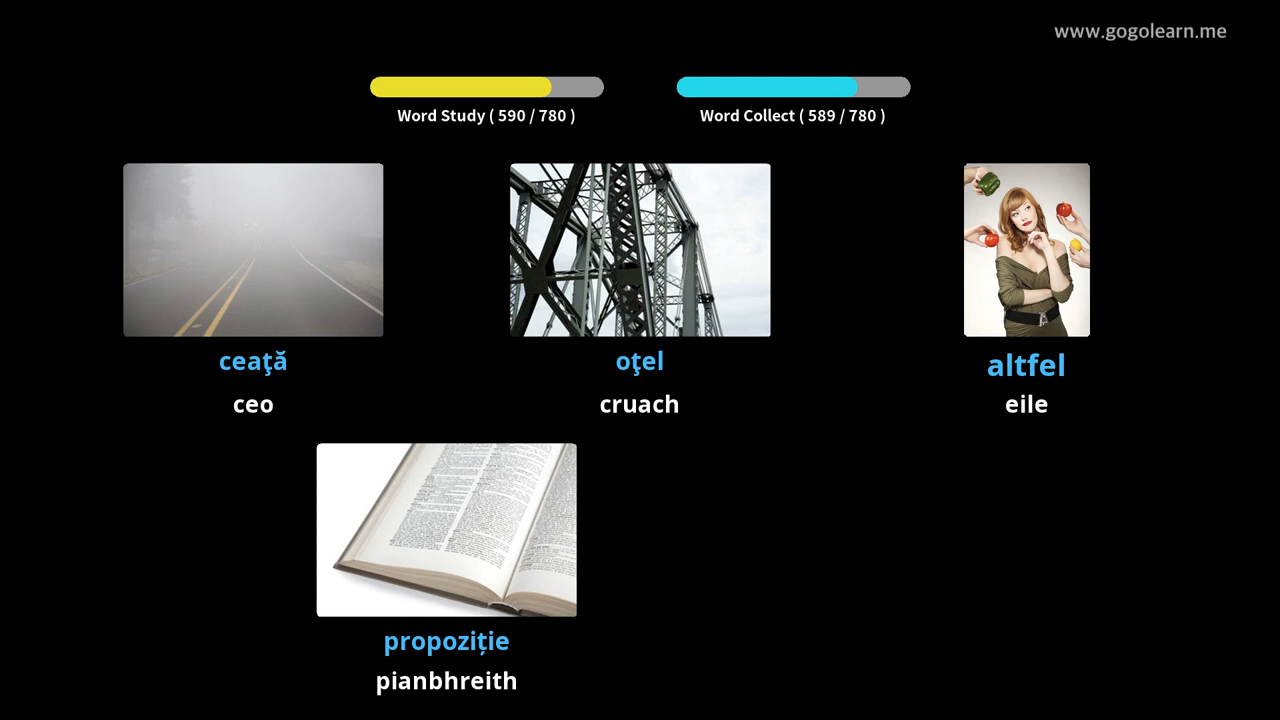 www.gogolearn.me
Word Study ( 590 / 780 )
Word Collect ( 589 / 780 )
ceaţă
oţel
altfel
ceo
cruach
eile
propoziție
pianbhreith